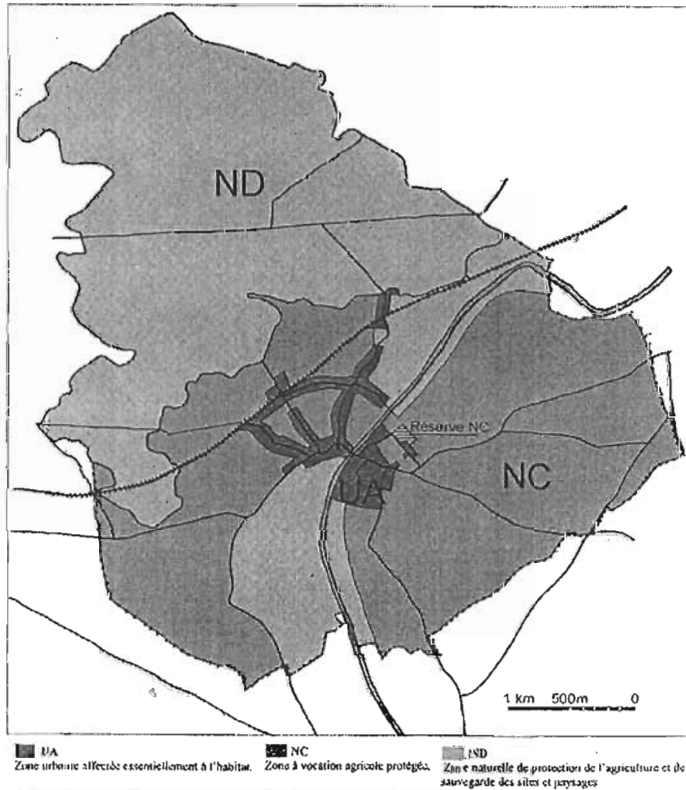 ND
Réserve NC
NC
UA
1 km 500m 0
UA
Zone urbaine affectée essentiellement à l'habitat.
NC
Zone à vocation agricole protégée.
ND
Zone naturelle de protection de l'agriculture et de
sauvegarde des sites et paysages